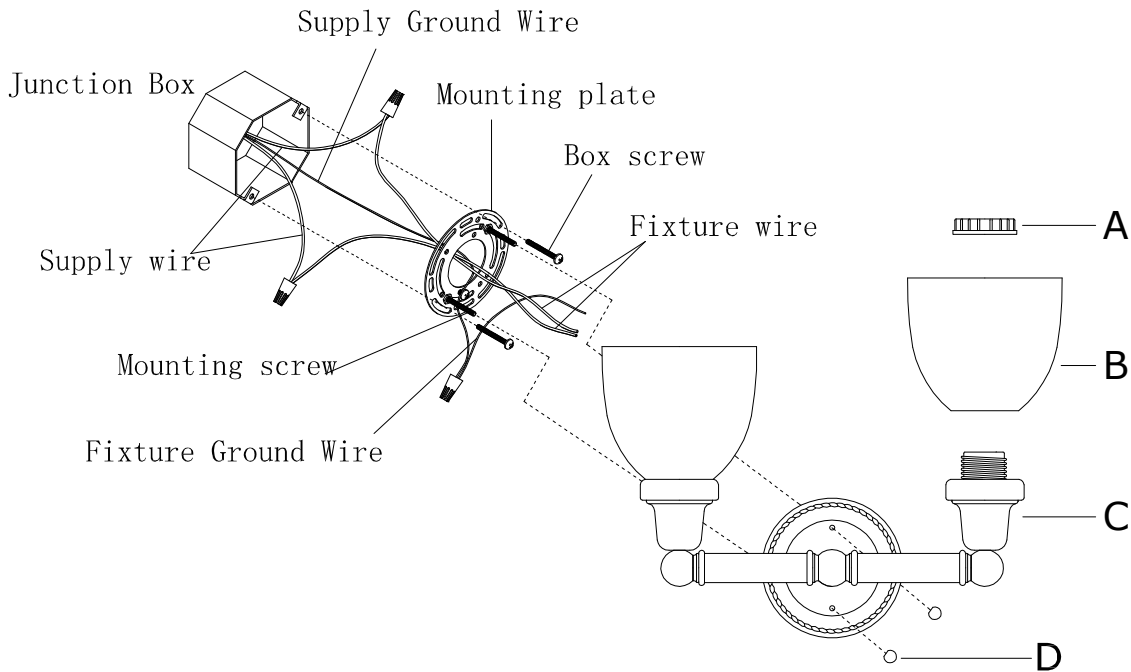 Supply Ground Wire
Junction Box
Mounting plate
Box screw
Fixture wire
A
Supply wire
B
Mounting screw
Fixture Ground Wire
C
D